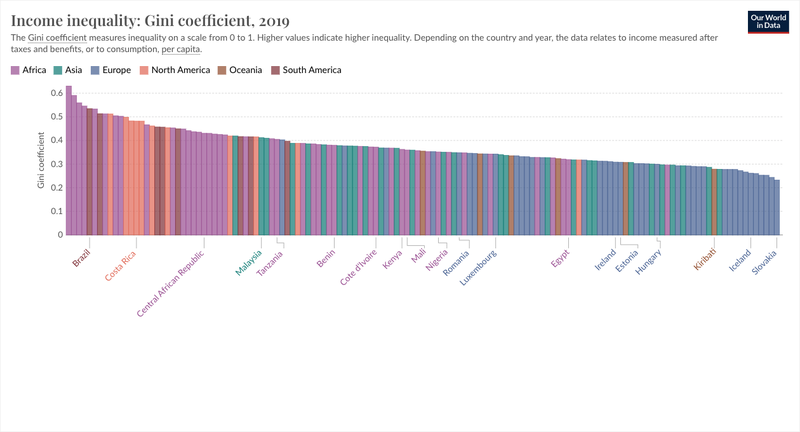 Income inequality: Gini coefficient, 2019
Our World
in Data
The Gini coefficient measures inequality on a scale from 0 to 1. Higher values indicate higher inequality. Depending on the country and year, the data relates to income measured after
taxes and benefits, or to consumption, per capita.
Africa
Asia
Europe
North America
Oceania
South America
0.6
0.5
0.4
0.3
0.2
0.1
0
Gini coefficient
Brazil
Costa Rica
Central African Republic
Malaysia
Tanzania
Benin
Cote d'Ivoire
Kenya
Mali
Nigeria
Romania
Luxembourg
Egypt
Ireland
Estonia
Hungary
Kiribati
Iceland
Slovakia